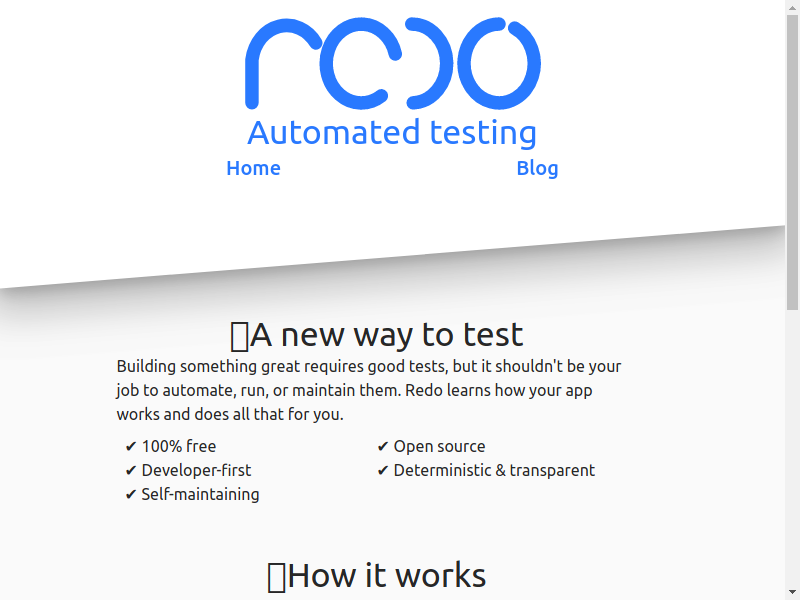 redo
Automated testing
Home Blog
A new way to test
Building something great requires good tests, but it shouldn't be your
job to automate, run, or maintain them. Redo learns how your app
works and does all that for you.
✔ 100% free ✔ Open source
✔ Developer-first ✔ Deterministic & transparent
✔ Self-maintaining
How it works